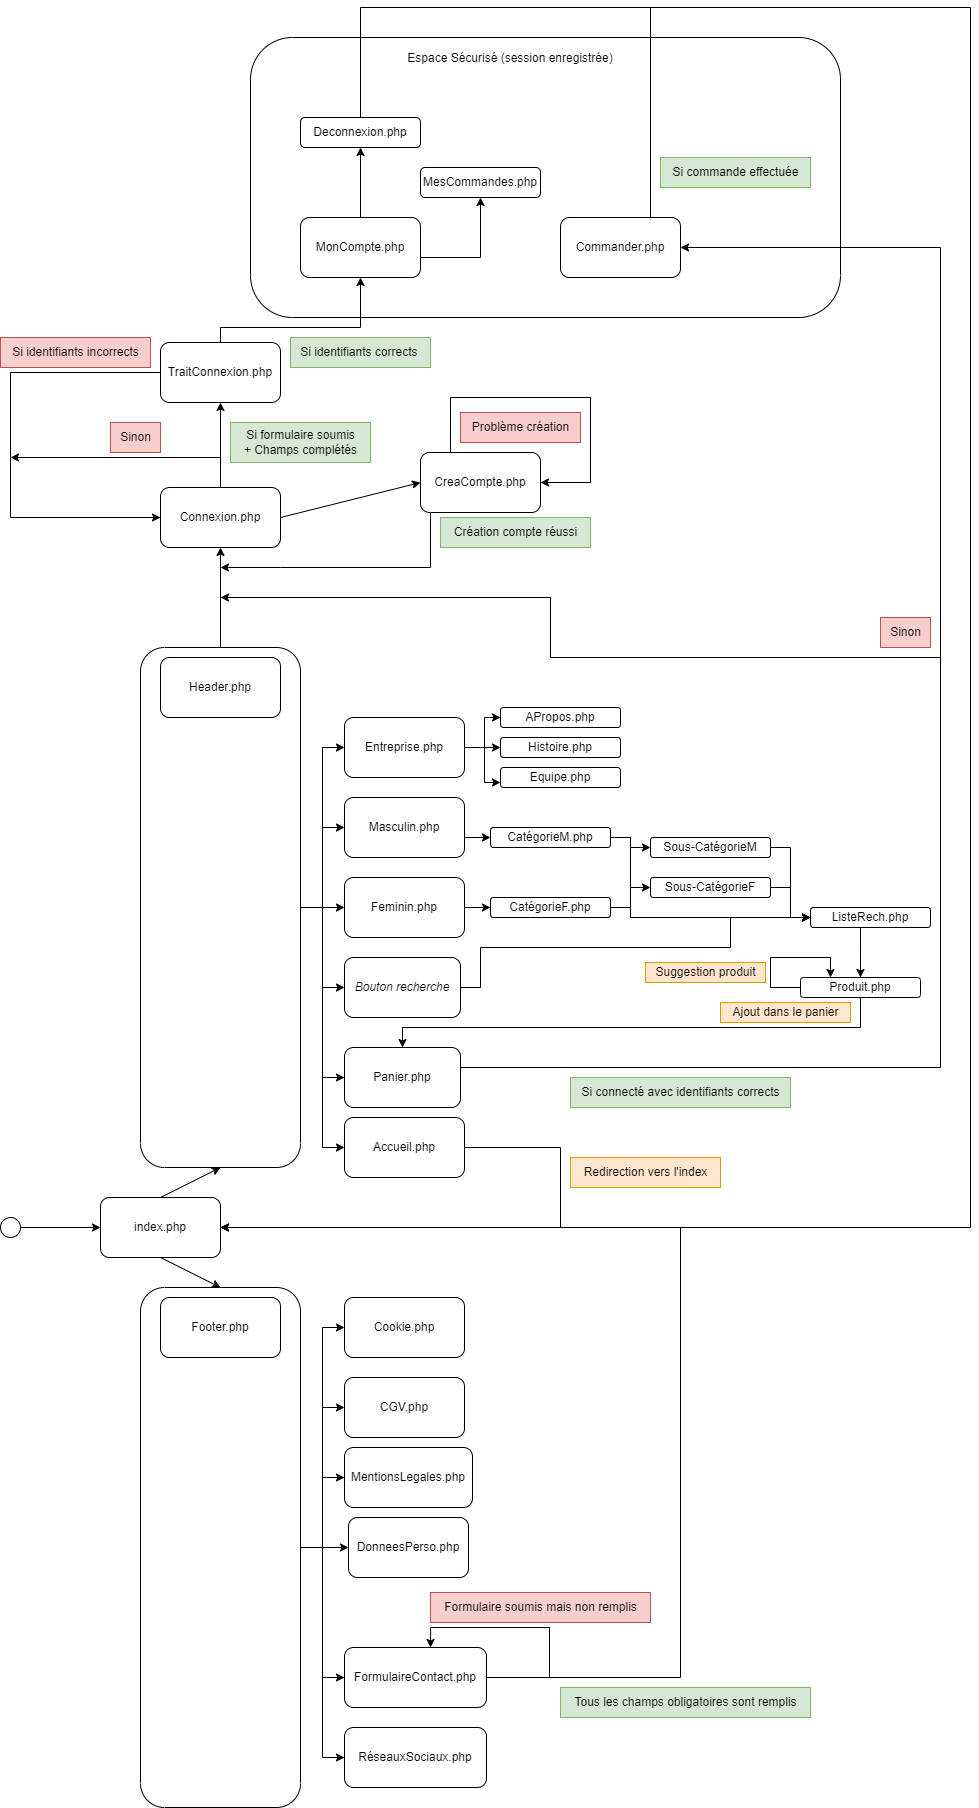 Espace Sécurisé (session enregistrée)
Deconnexion.php
MesCommandes.php
Si commande effectuée
MonCompte.php
Commander.php
Si identifiants incorrects
Si identifiants corrects
TraitConnexion.php
Sinon
Si formulaire soumis
+ Champs complétés
Problème création
CreaCompte.php
Connexion.php
Création compte réussi
Sinon
Header.php
Entreprise.php
APropos.php
Histoire.php
Equipe.php
Masculin.php
CatégorieM.php
Sous-CatégorieM
Sous-CatégorieF
Feminin.php
CatégorieF.php
ListeRech.php
Bouton recherche
Suggestion produit
Produit.php
Ajout dans le panier
Panier.php
Si connecté avec identifiants corrects
Accueil.php
Redirection vers l'index
index.php
Footer.php
Cookie.php
CGV.php
MentionsLegales.php
DonneesPerso.php
Formulaire soumis mais non remplis
FormulaireContact.php
Tous les champs obligatoires sont remplis
RéseauxSociaux.php